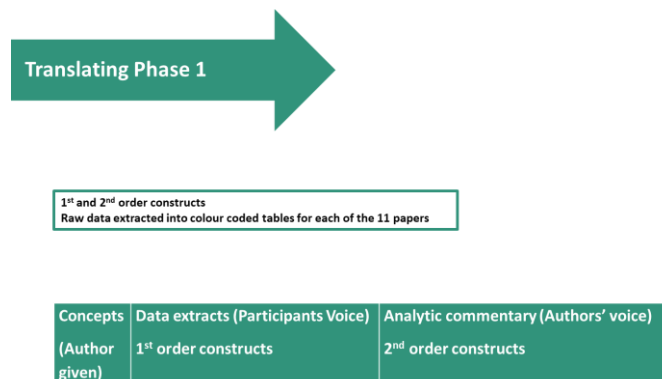 Translating Phase 1
1st and 2nd order constructs
Raw data extracted into colour coded tables for each of the 11 papers
Concepts
(Author
given)
Data extracts (Participants Voice)
1st order constructs
Analytic commentary (Authors' voice)
2nd order constructs